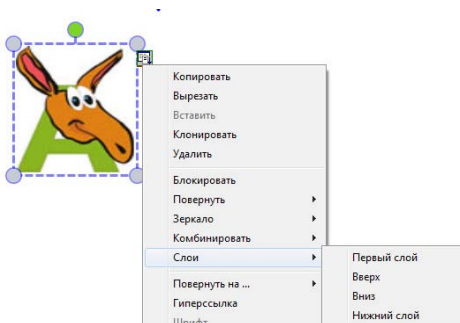 A
Копировать
Вырезать
Вставить
Клонировать
Удалить
Блокировать
Повернуть
Зеркало
Комбинировать
Слои
Первый слой
Вверх
Повернуть на ...
Вниз
Гиперссылка
Нижний слой
Шрифт